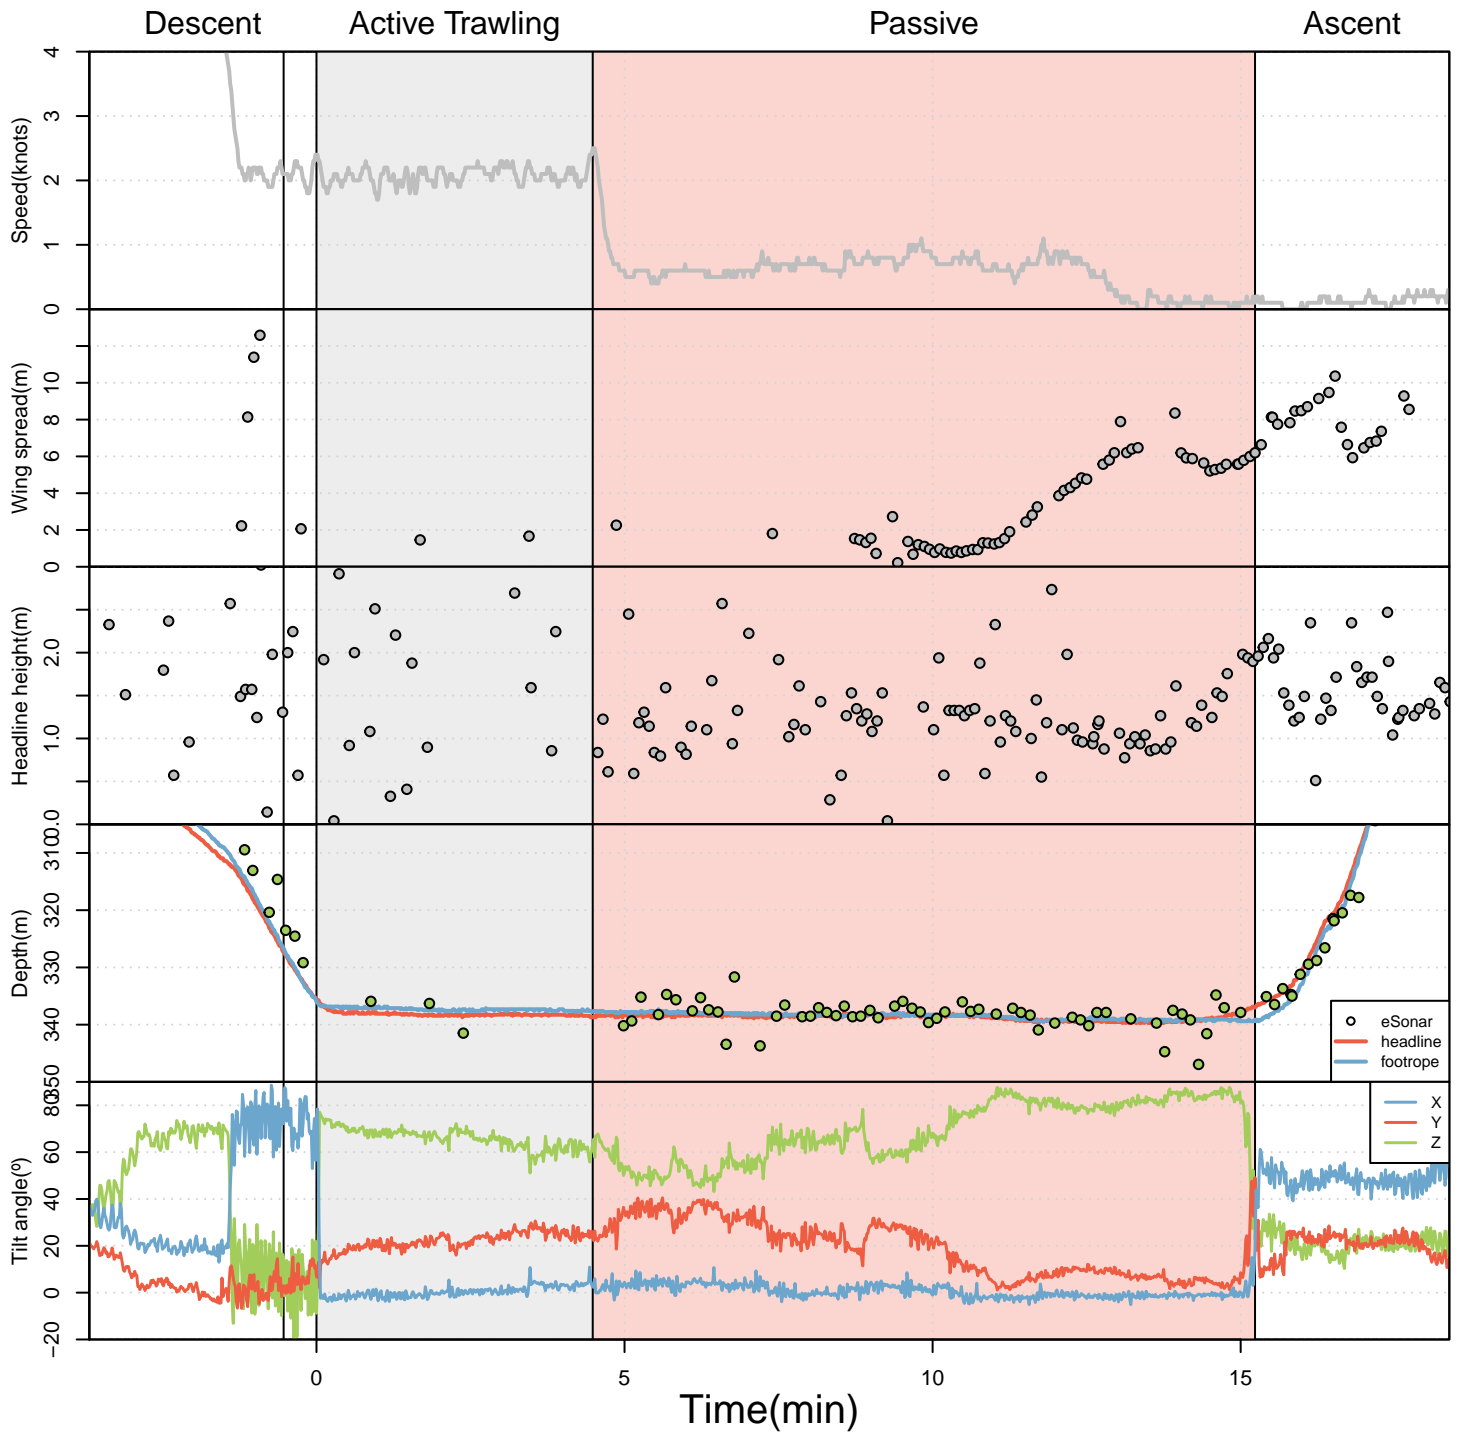 Descent Active Trawling Passive Ascent
Speed(knots)
4
3
2
1
0
Wing spread(m)
10
8
6
4
2
0
Headline height(m)
2.0
1.0
0.0
Depth(m)
310
320
330
340
350
eSonar
headline
footrope
Tilt angle(º)
80
60
40
20
0
−20
X
Y
Z
0 5 10 15
Time(min)